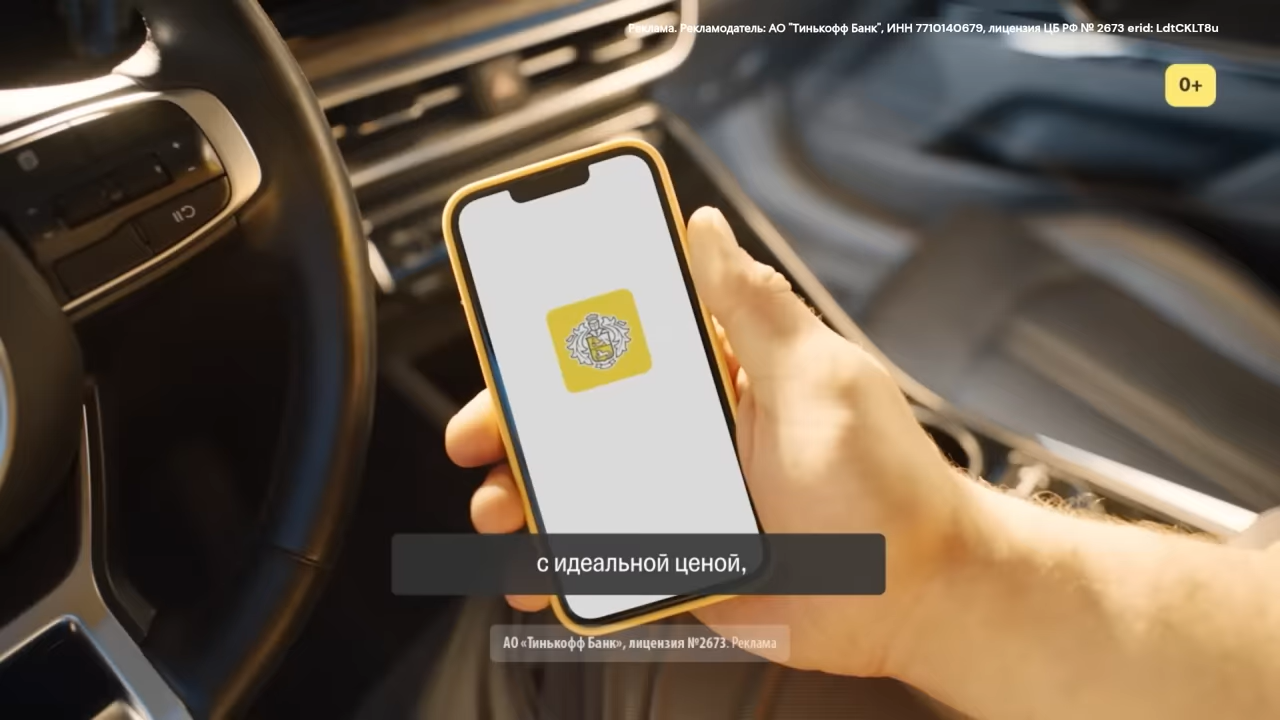 Реклама. Рекламодатель: АО "Тинькофф Банк", ИНН 7710140679, лицензия ЦБ РФ № 2673 erid: LdtCKLT8u
0+
с идеальной ценой,
АО «Тинькофф Банк», лицензия №2673. Реклама